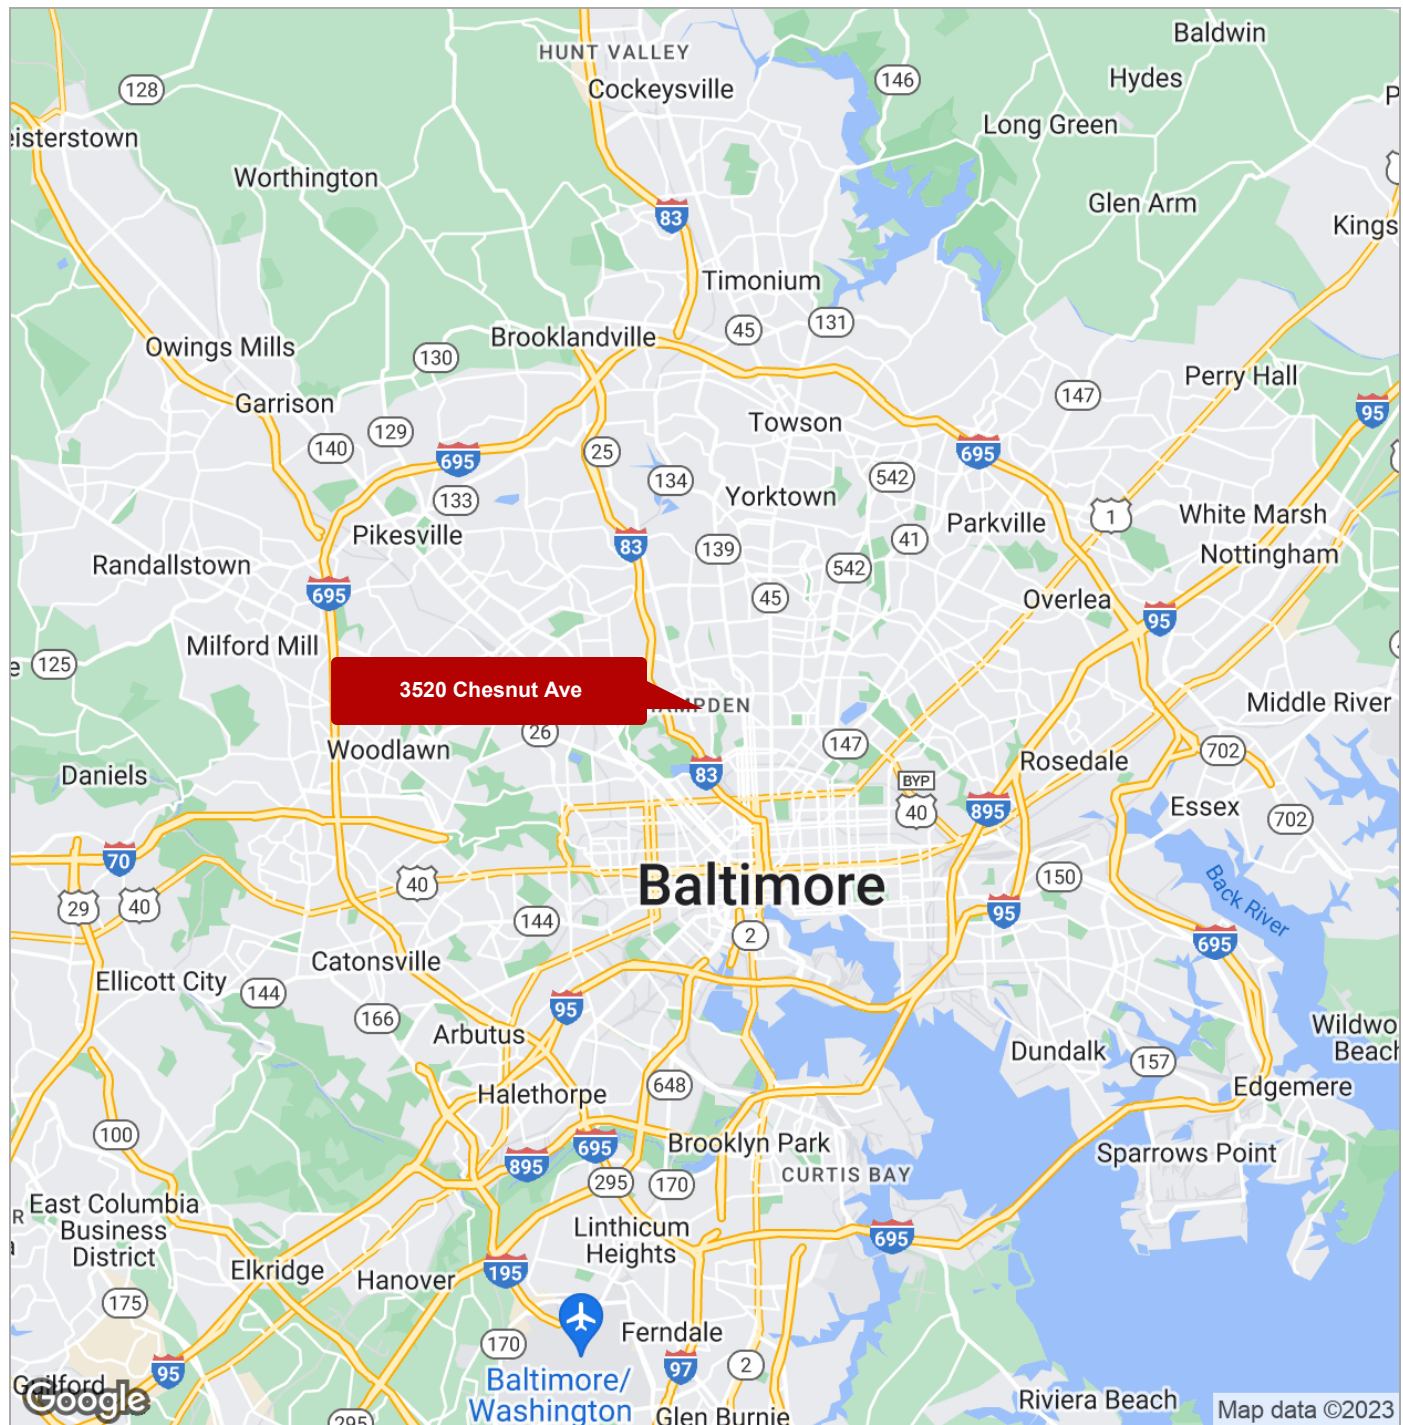 Baldwin
HUNT VALLEY
Cockeysville
146
Hydes
128
Long Green
eisterstown
Worthington
Glen Arm
83
Kings
Timonium
45
131
Brooklandville
Owings Mills
130
Perry Hall
147
Garrison
95
129
Towson
140
25
695
695
134
542
133
Yorktown
1
White Marsh
Parkville
Pikesville
83
139
41
Nottingham
Randallstown
542
695
45
Overlea
95
Milford Mill
125
3520 Chesnut Ave
HAMPDEN
Middle River
26
147
Woodlawn
702
Daniels
83
BYP
40
Rosedale
895
Essex
702
70
40
Baltimore
150
29
40
144
95
Back River
2
695
Catonsville
Ellicott City
144
95
166
Arbutus
Wildwo
Beach
Dundalk
157
648
Halethorpe
Edgemere
100
695
Brooklyn Park
Sparrows Point
895
CURTIS BAY
295
170
East Columbia
Business
District
R
Linthicum
Heights
695
Elkridge
Hanover
195
175
170
Ferndale
95
97
2
Baltimore/
Washington
Guilford
Google
Riviera Beach
Glen Burnie
295
Map data ©2023